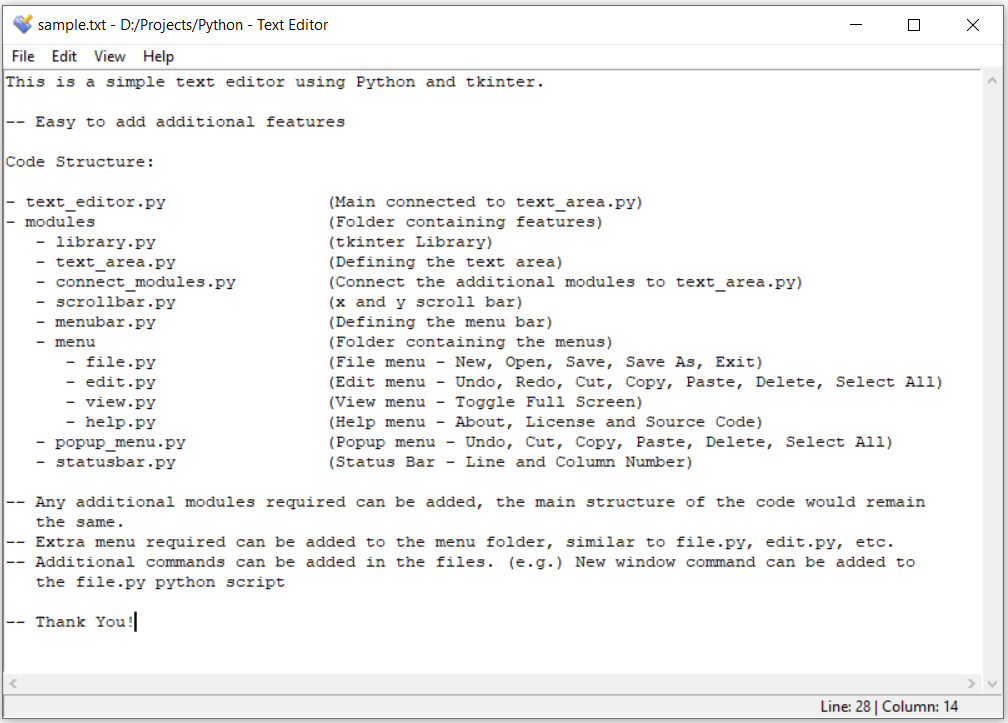 sample.txt - D:/Projects/Python - Text Editor
File Edit View Help
This is a simple text editor using Python and tkinter.

-- Easy to add additional features

Code Structure:

- text_editor.py                (Main connected to text_area.py)
- modules                       (Folder containing features)
   - library.py                 (tkinter Library)
   - text_area.py               (Defining the text area)
   - connect_modules.py         (Connect the additional modules to text_area.py)
   - scrollbar.py               (x and y scroll bar)
   - menubar.py                 (Defining the menu bar)
   - menu                       (Folder containing the menus)
      - file.py                 (File menu - New, Open, Save, Save As, Exit)
      - edit.py                 (Edit menu - Undo, Redo, Cut, Copy, Paste, Delete, Select All)
      - view.py                 (View menu - Toggle Full Screen)
      - help.py                 (Help menu - About, License and Source Code)
   - popup_menu.py              (Popup menu - Undo, Cut, Copy, Paste, Delete, Select All)
   - statusbar.py               (Status Bar - Line and Column Number)

-- Any additional modules required can be added, the main structure of the code would remain
   the same.
-- Extra menu required can be added to the menu folder, similar to file.py, edit.py, etc.
-- Additional commands can be added in the files. (e.g.) New window command can be added to
   the file.py python script

-- Thank You!
Line: 28 | Column: 14